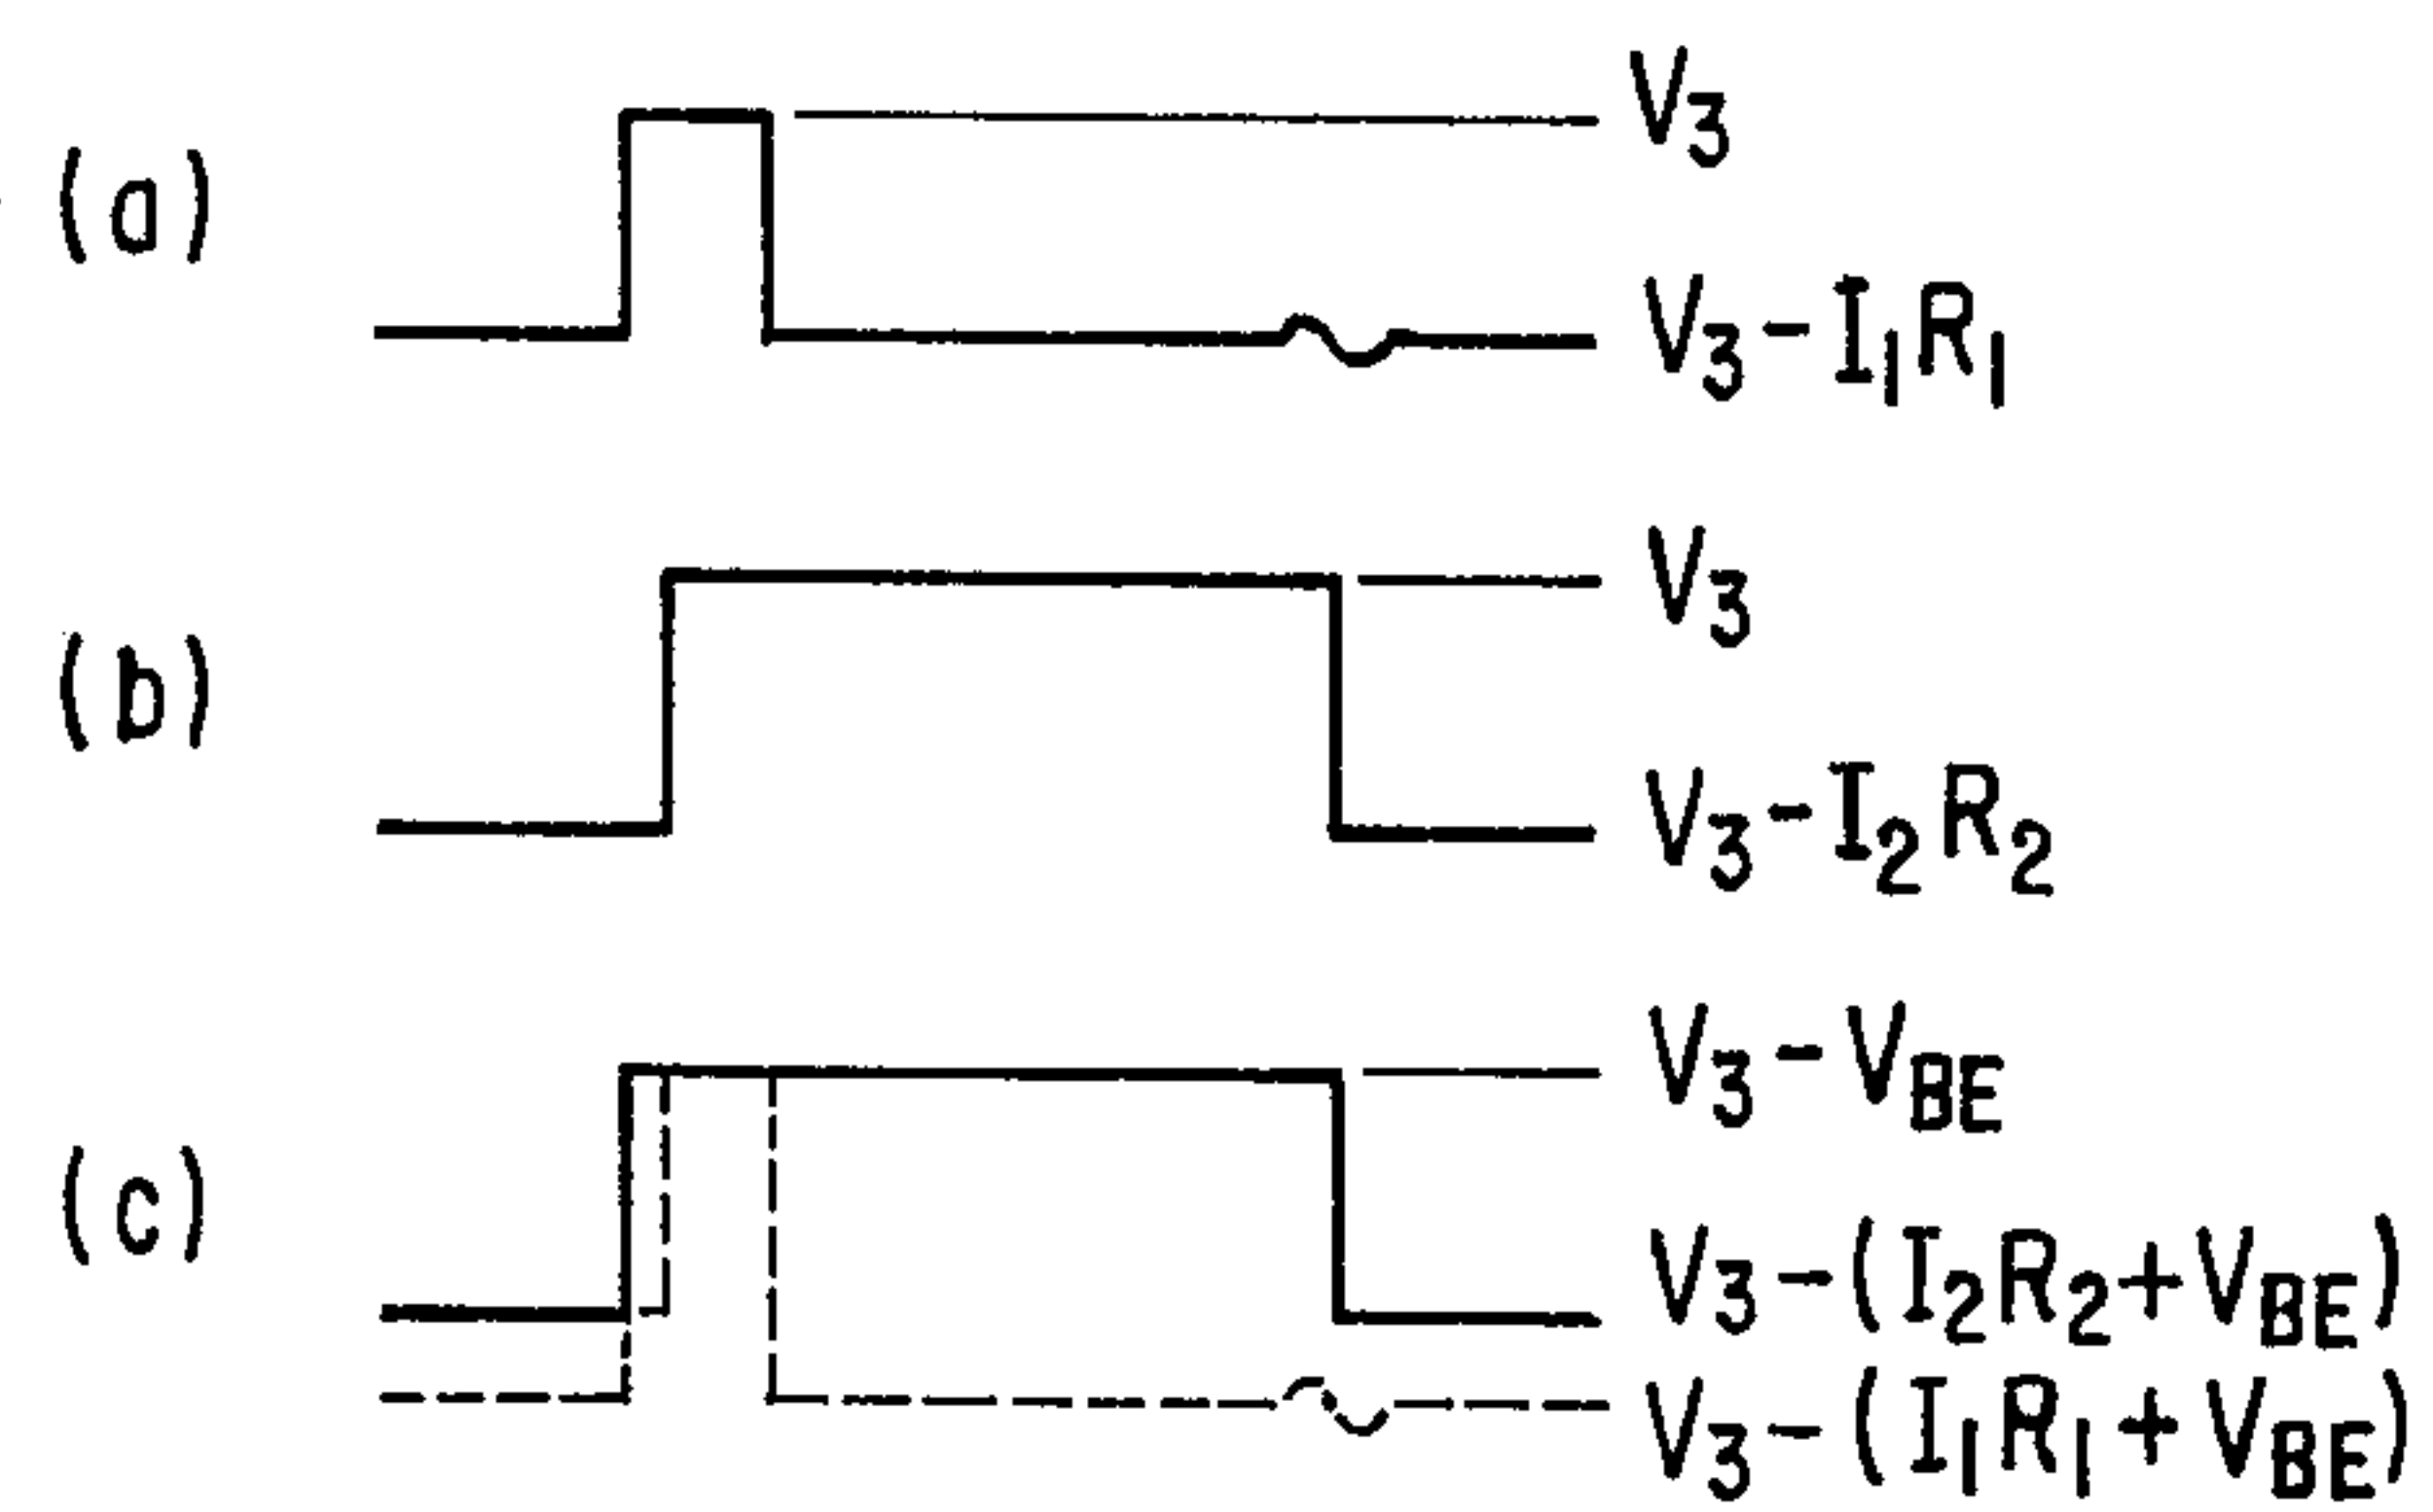 V3
(a)
V3-I1R1
V3
(b)
V3-I2R2
V3-VBE
(c)
V3-(I2R2+VBE)
V3-(I1R1+VBE)